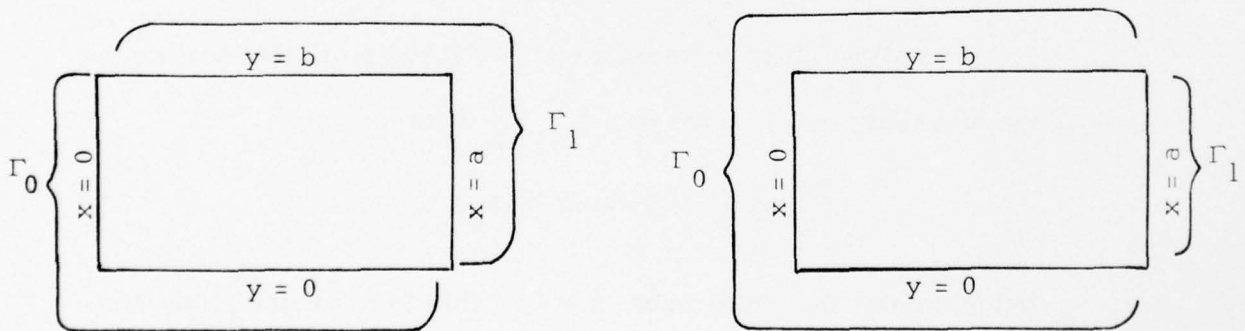 y = b
Γ0
x = 0
x = a
Γ1
y = 0
y = b
Γ0
x = 0
x = a
Γ1
y = 0